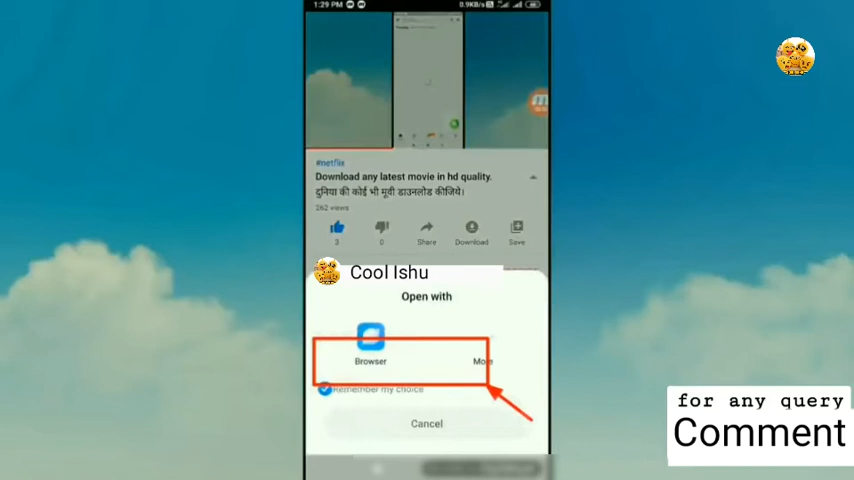 1:29 PM
0.9KB/s
#netflix
Download any latest movie in hd quality.
दुनिया की कोई भी मूवी डाउनलोड कीजिये।
262 views
3
0
Share
Download
Save
Cool Ishu
Open with
Browser
More
Remember my choice
Cancel
for any query
Comment